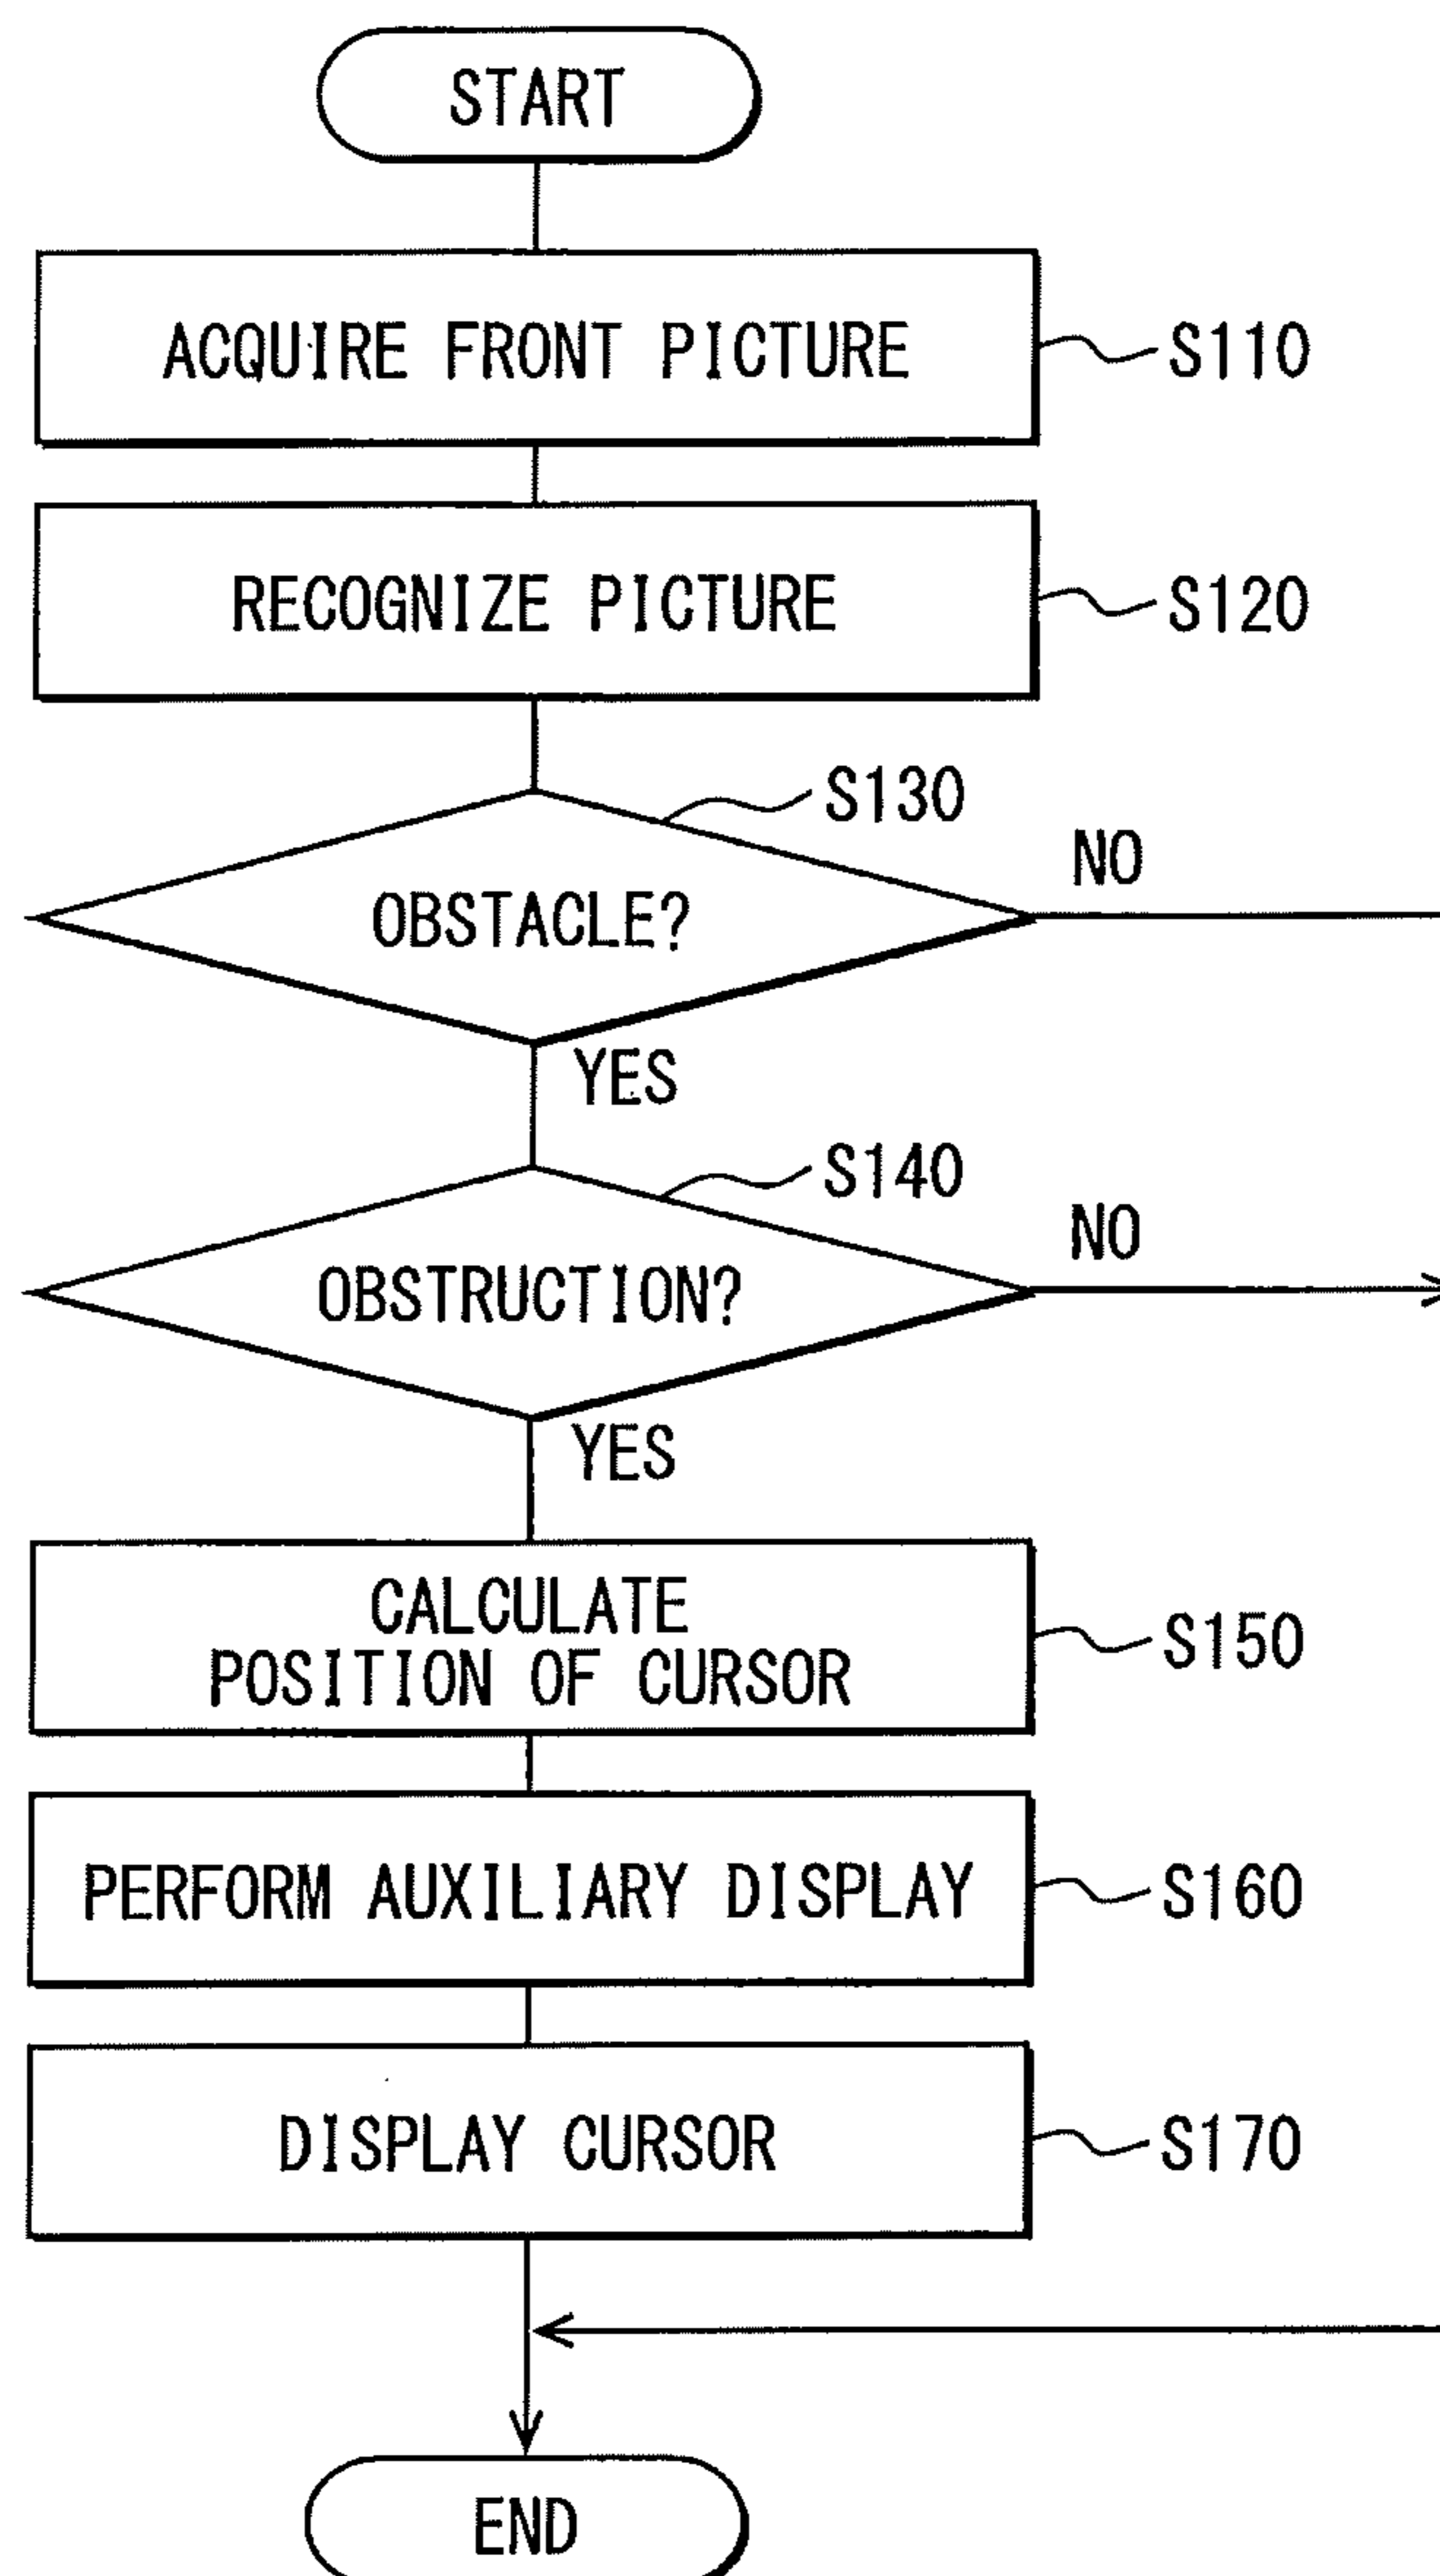 START
ACQUIRE FRONT PICTURE
S110
RECOGNIZE PICTURE
S120
S130
OBSTACLE?
NO
YES
S140
OBSTRUCTION?
NO
YES
CALCULATE
POSITION OF CURSOR
S150
PERFORM AUXILIARY DISPLAY
S160
DISPLAY CURSOR
S170
END